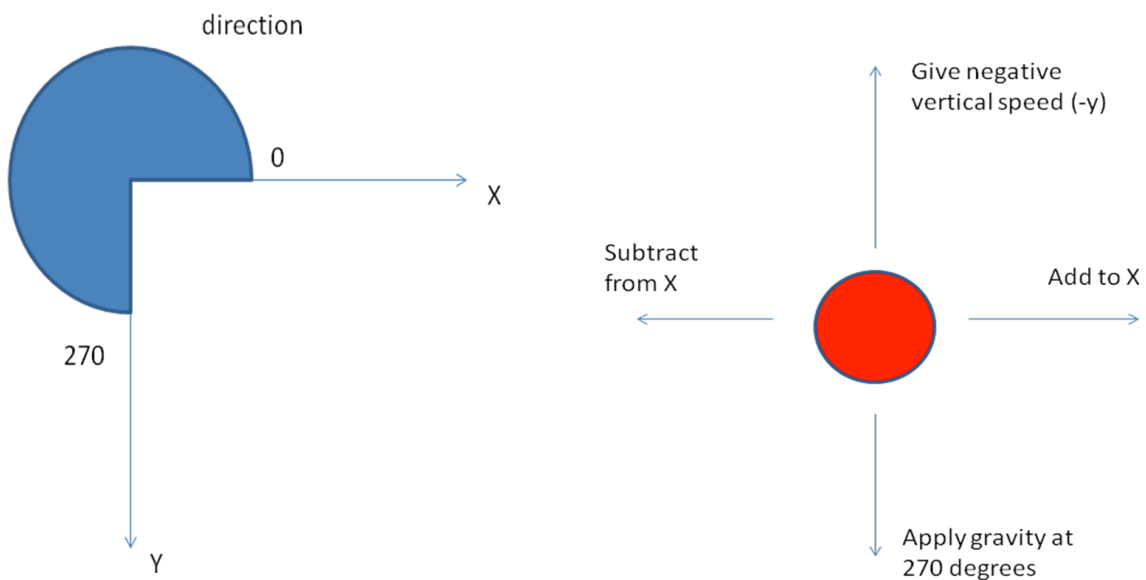 direction
0
X
270
Y
Give negative
vertical speed (-y)
Subtract
from X
Add to X
Apply gravity at
270 degrees